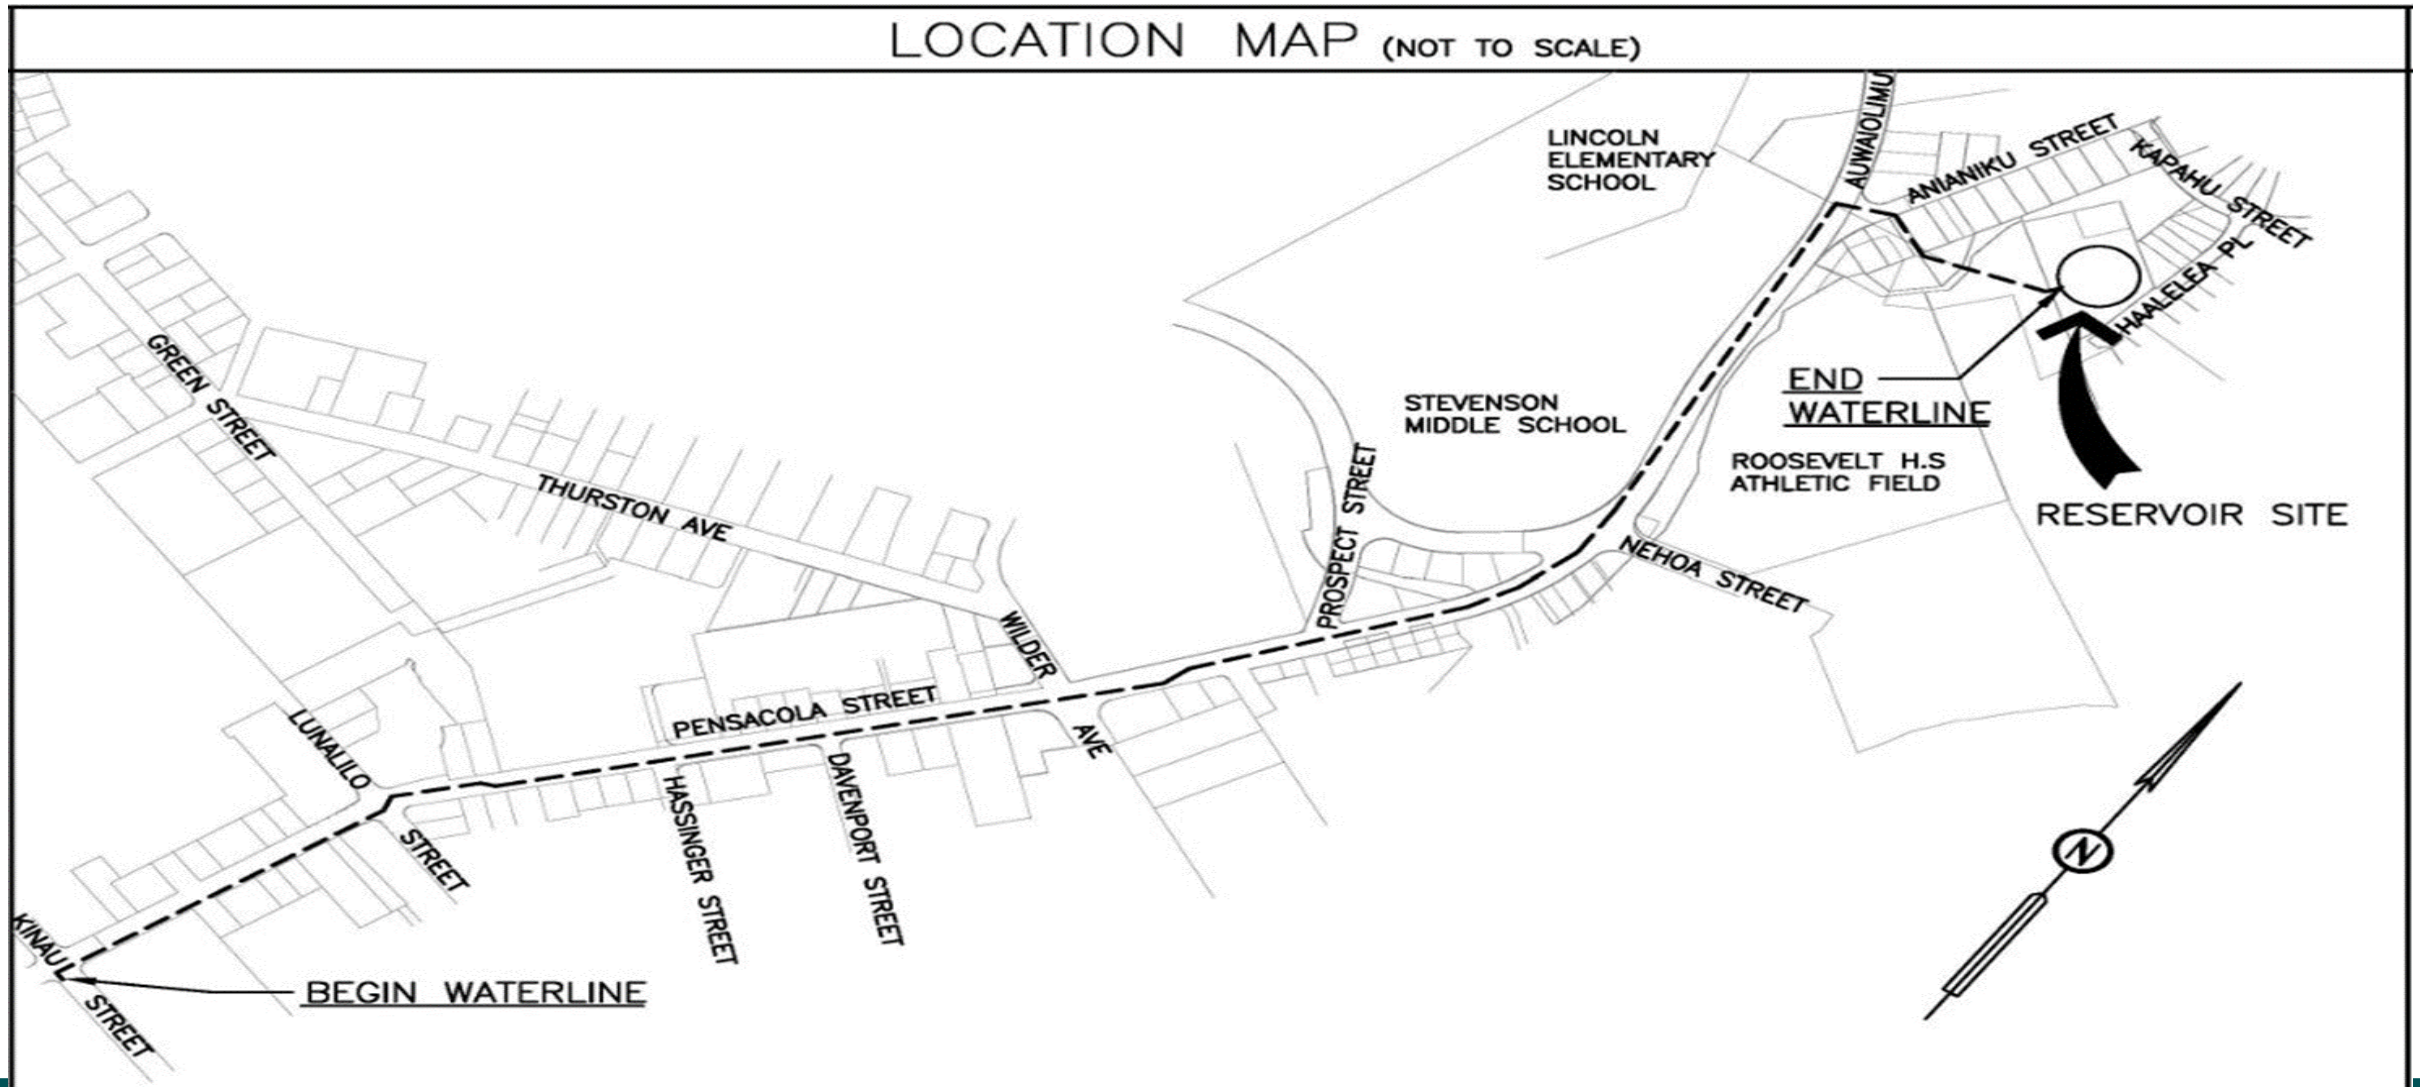 LOCATION MAP (NOT TO SCALE)
AUWAIOLIMU
LINCOLN
ELEMENTARY
SCHOOL
ANIANIKU STREET
KAPAHU STREET
HAALELEA PL
GREEN STREET
END
WATERLINE
STEVENSON
MIDDLE SCHOOL
ROOSEVELT H.S
ATHLETIC FIELD
RESERVOIR SITE
THURSTON AVE
PROSPECT STREET
NEHOA STREET
WILDER
AVE
PENSACOLA STREET
LUNALILO
STREET
HASSINGER STREET
DAVENPORT STREET
N
KINAU
STREET
BEGIN WATERLINE